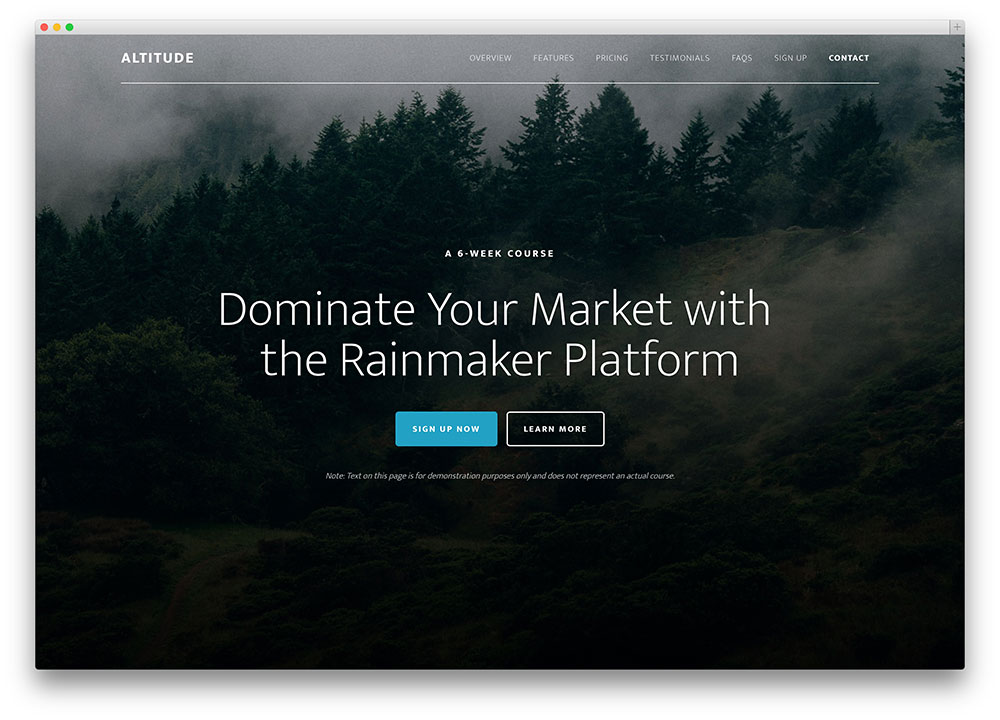 ALTITUDE
OVERVIEW FEATURES PRICING TESTIMONIALS FAQS SIGN UP CONTACT
A 6-WEEK COURSE
Dominate Your Market with
the Rainmaker Platform
SIGN UP NOW LEARN MORE
Note: Text on this page is for demonstration purposes only and does not represent an actual course.